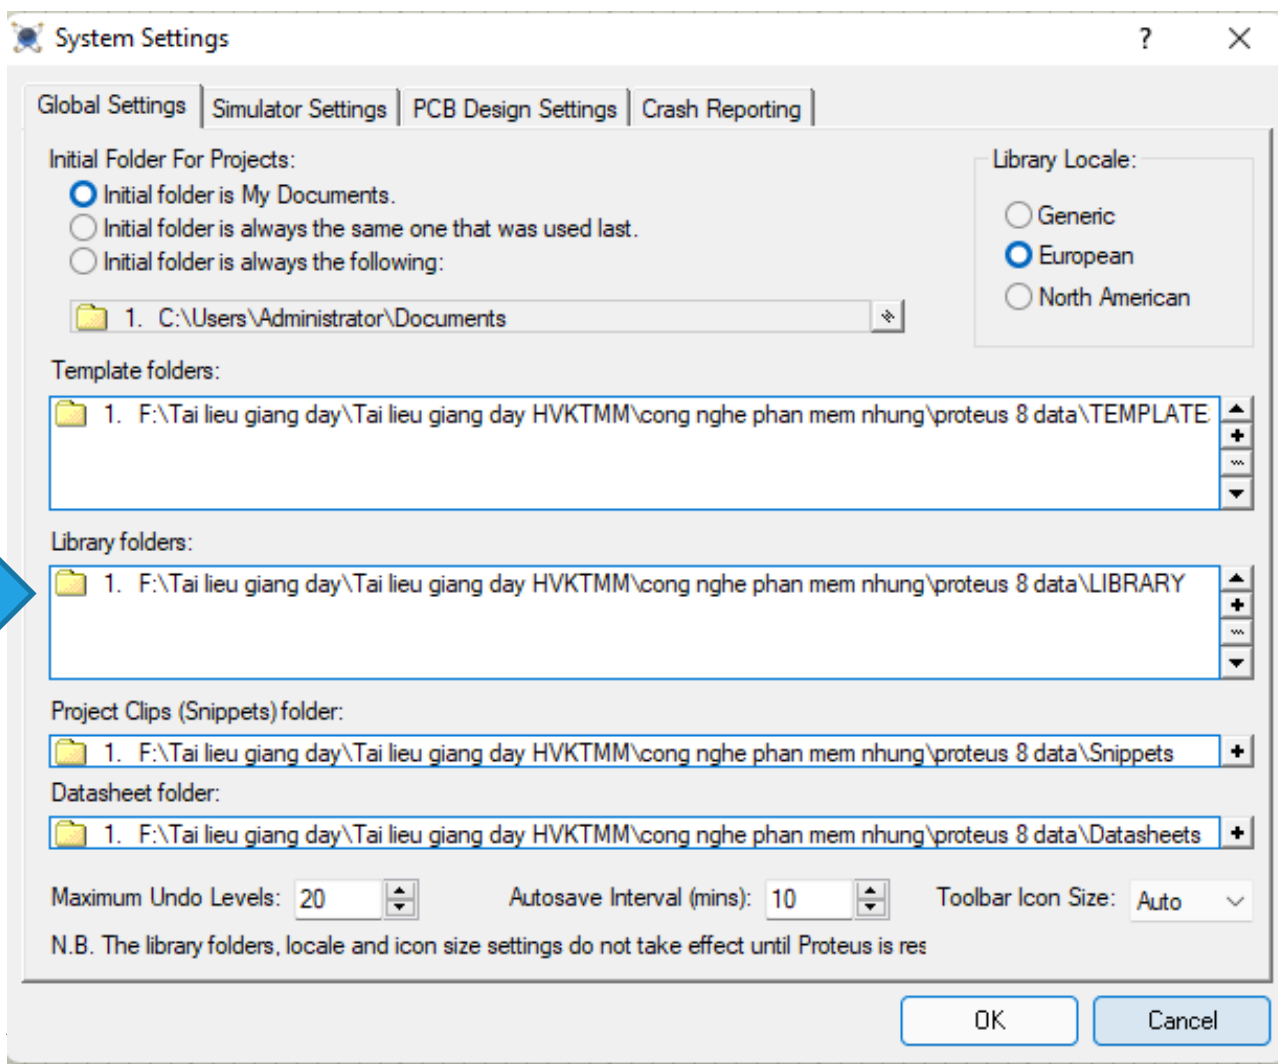 System Settings
Global Settings
Simulator Settings
PCB Design Settings
Crash Reporting
Initial Folder For Projects:
Initial folder is My Documents.
Initial folder is always the same one that was used last.
Initial folder is always the following:
1. C:\Users\Administrator\Documents
Library Locale:
Generic
European
North American
Template folders:
1. F:\Tai lieu giang day\Tai lieu giang day HVKTMM\cong nghe phan mem nhung\proteus 8 data\TEMPLATE
Library folders:
1. F:\Tai lieu giang day\Tai lieu giang day HVKTMM\cong nghe phan mem nhung\proteus 8 data\LIBRARY
Project Clips (Snippets) folder:
1. F:\Tai lieu giang day\Tai lieu giang day HVKTMM\cong nghe phan mem nhung\proteus 8 data\Snippets
Datasheet folder:
1. F:\Tai lieu giang day\Tai lieu giang day HVKTMM\cong nghe phan mem nhung\proteus 8 data\Datasheets
Maximum Undo Levels: 20
Autosave Interval (mins): 10
Toolbar Icon Size: Auto
N.B. The library folders, locale and icon size settings do not take effect until Proteus is res
OK
Cancel